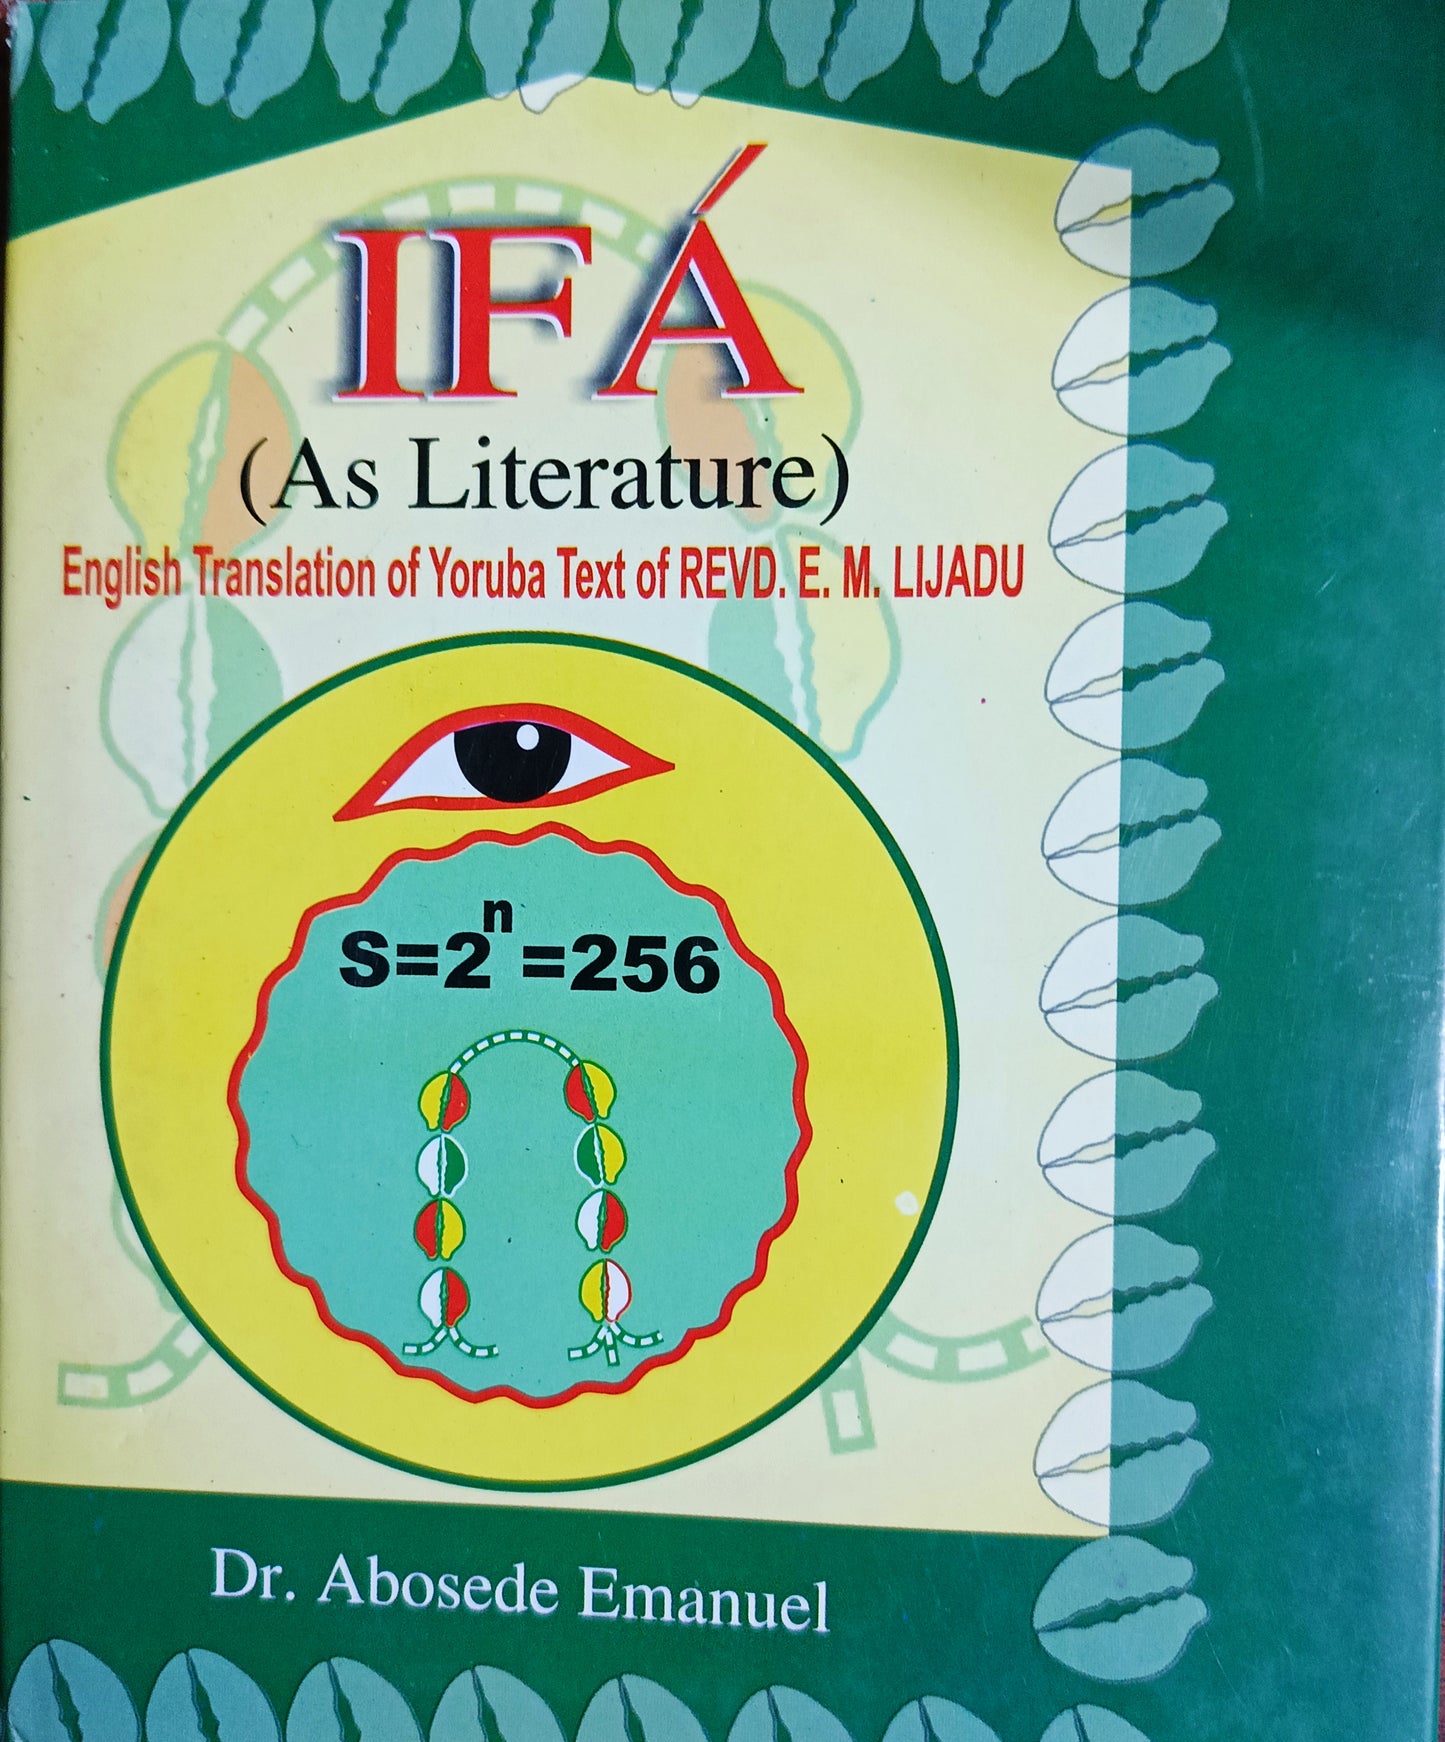 IFÁ
(As Literature)
English Translation of Yoruba Text of REVD. E. M. LIJADU
S=2ⁿ=256
Dr. Abosede Emanuel